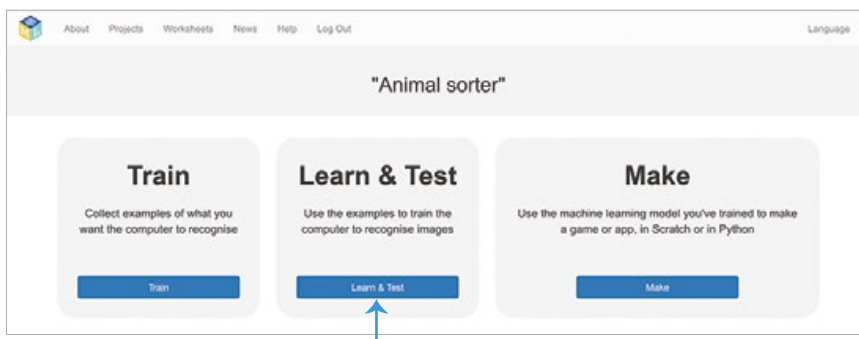 About Projects Worksheets News Help Log Out Language
"Animal sorter"
Train
Collect examples of what you
want the computer to recognise
Train
Learn & Test
Use the examples to train the
computer to recognise images
Learn & Test
Make
Use the machine learning model you've trained to make
a game or app, in Scratch or in Python
Make